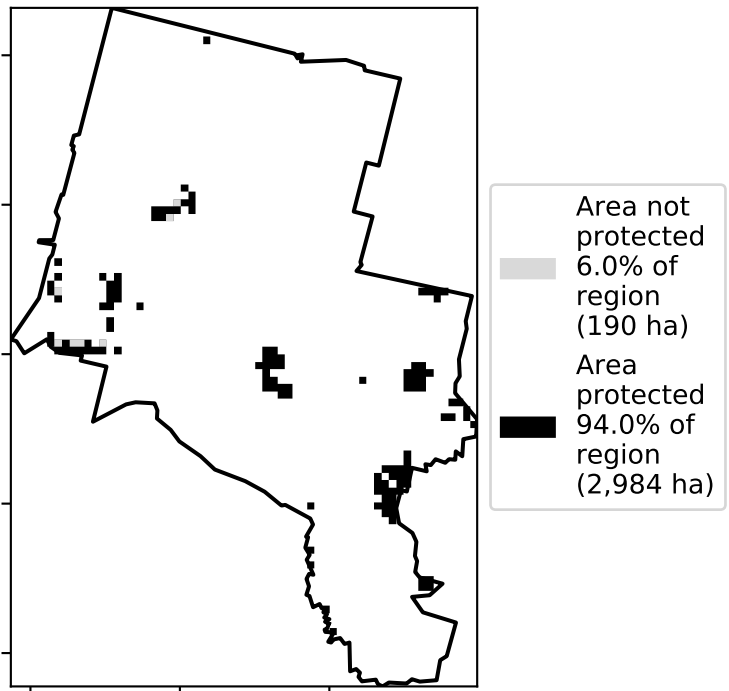 Area not
protected
6.0% of
region
(190 ha)
Area
protected
94.0% of
region
(2,984 ha)